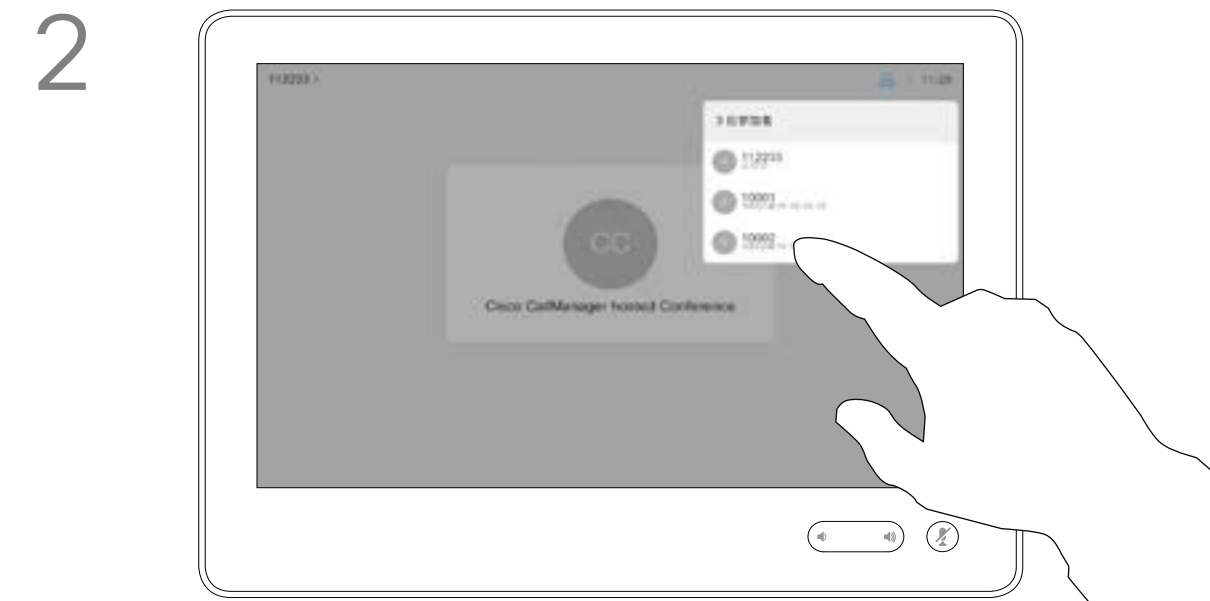 2
112233 ›
11:28
3 位参加者
112233
10001
10002
CC
Cisco CallManager hosted Conference